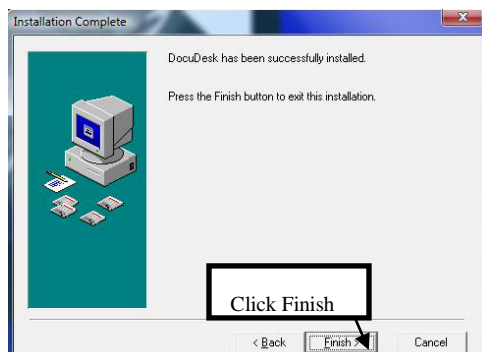 Installation Complete
DocuDesk has been successfully installed.
Press the Finish button to exit this installation.
Click Finish
< Back
Finish >
Cancel